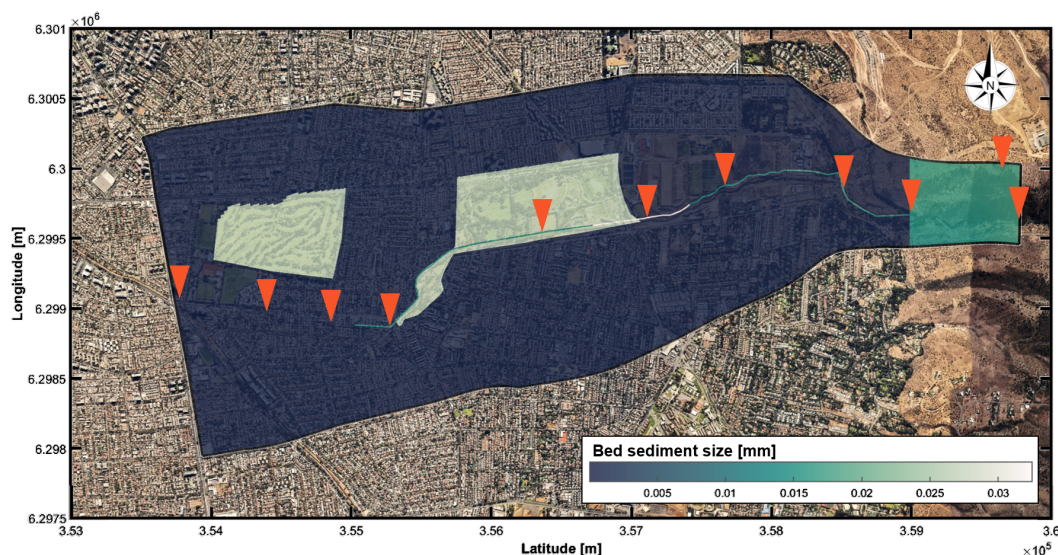 ×10⁶
6.301
6.3005
6.3
6.2995
6.299
6.2985
6.298
6.2975
Longitude [m]
N
Bed sediment size [mm]
0.005 0.01 0.015 0.02 0.025 0.03
3.53 3.54 3.55 3.56 3.57 3.58 3.59 3.6
Latitude [m]
×10⁵